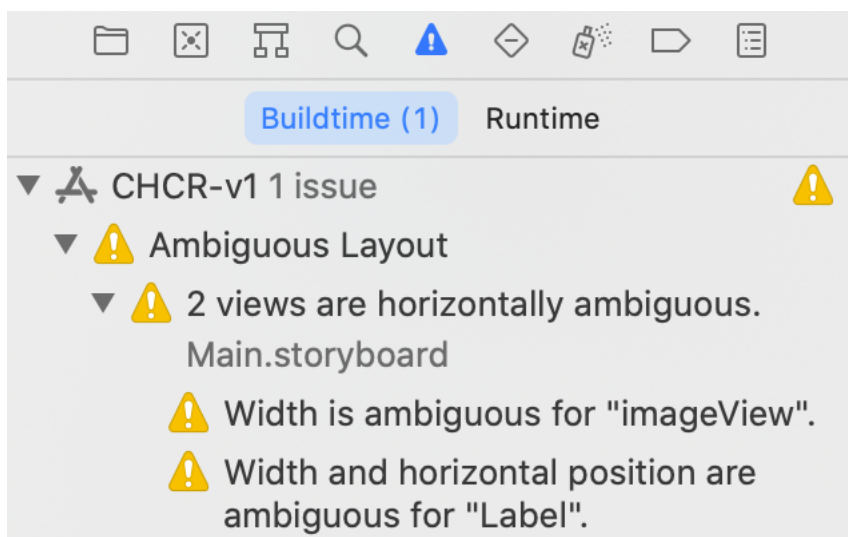 Buildtime (1) Runtime
CHCR-v1 1 issue
Ambiguous Layout
2 views are horizontally ambiguous.
Main.storyboard
Width is ambiguous for "imageView".
Width and horizontal position are
ambiguous for "Label".